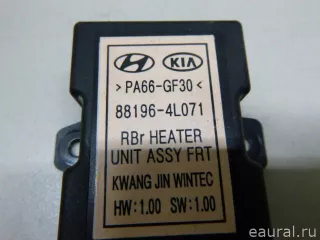 KIA
>PA66-GF30<
88196-4L071
RBr HEATER
UNIT ASSY FRT
KWANG JIN WINTEC
HW:1.00 SW:1.00
eaural.ru